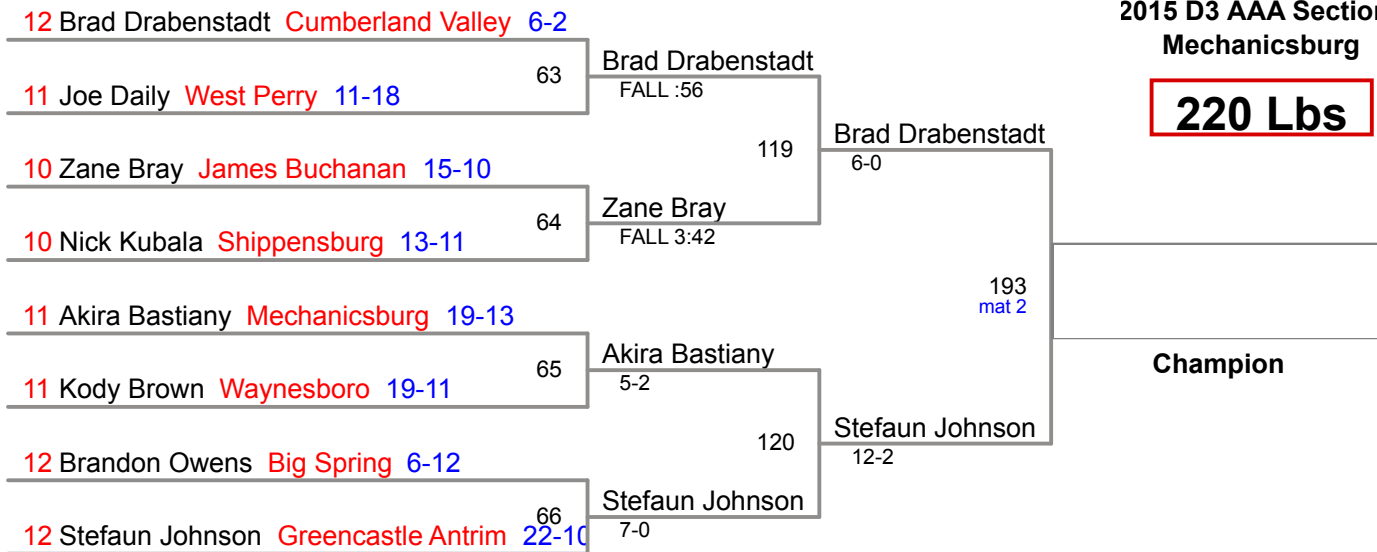 2015 D3 AAA Section
Mechanicsburg
220 Lbs
12 Brad Drabenstadt Cumberland Valley 6-2
63
11 Joe Daily West Perry 11-18
Brad Drabenstadt
FALL :56
10 Zane Bray James Buchanan 15-10
64
10 Nick Kubala Shippensburg 13-11
Zane Bray
FALL 3:42
119
Brad Drabenstadt
6-0
11 Akira Bastiany Mechanicsburg 19-13
65
11 Kody Brown Waynesboro 19-11
Akira Bastiany
5-2
12 Brandon Owens Big Spring 6-12
66
12 Stefaun Johnson Greencastle Antrim 22-10
Stefaun Johnson
7-0
120
Stefaun Johnson
12-2
193
mat 2
Champion